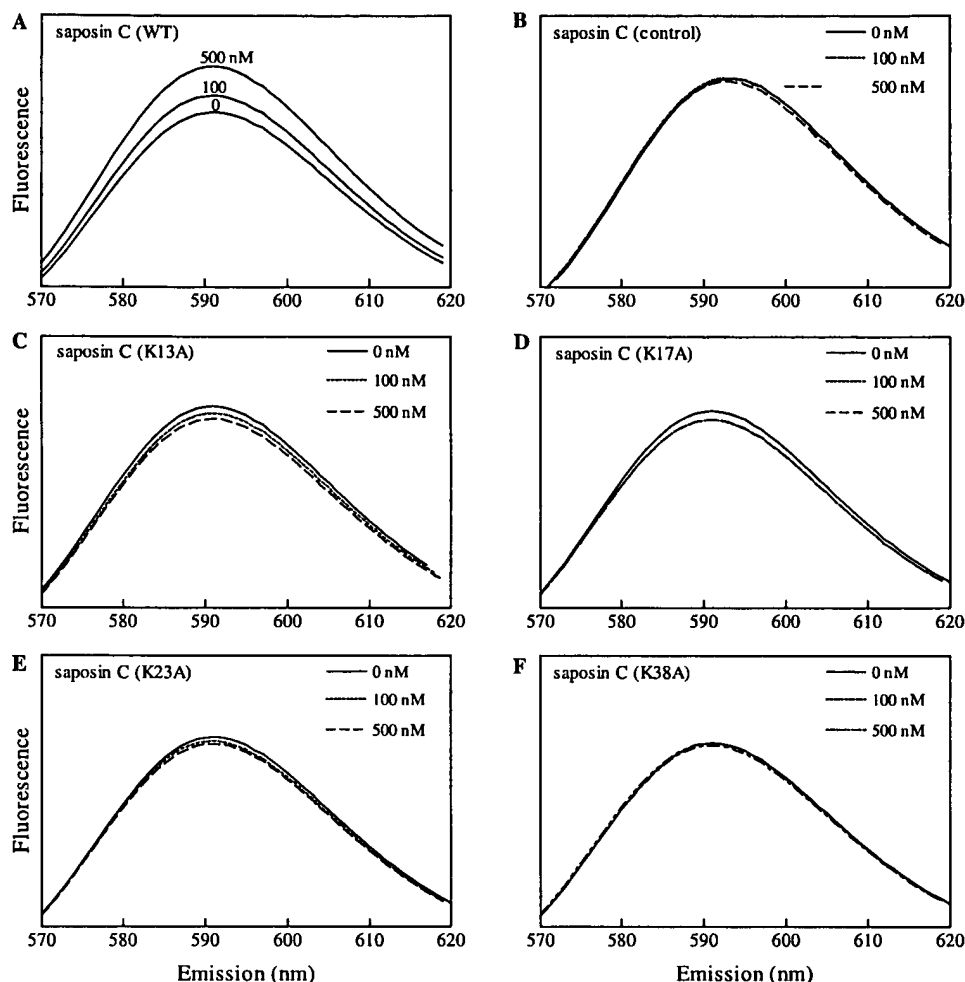 A
saposin C (WT)
500 nM
100
0
Fluorescence
570 580 590 600 610 620
B
saposin C (control)
0 nM
100 nM
500 nM
570 580 590 600 610 620
C
saposin C (K13A)
0 nM
100 nM
500 nM
Fluorescence
570 580 590 600 610 620
D
saposin C (K17A)
0 nM
100 nM
500 nM
570 580 590 600 610 620
E
saposin C (K23A)
0 nM
100 nM
500 nM
Fluorescence
570 580 590 600 610 620
Emission (nm)
F
saposin C (K38A)
0 nM
100 nM
500 nM
570 580 590 600 610 620
Emission (nm)